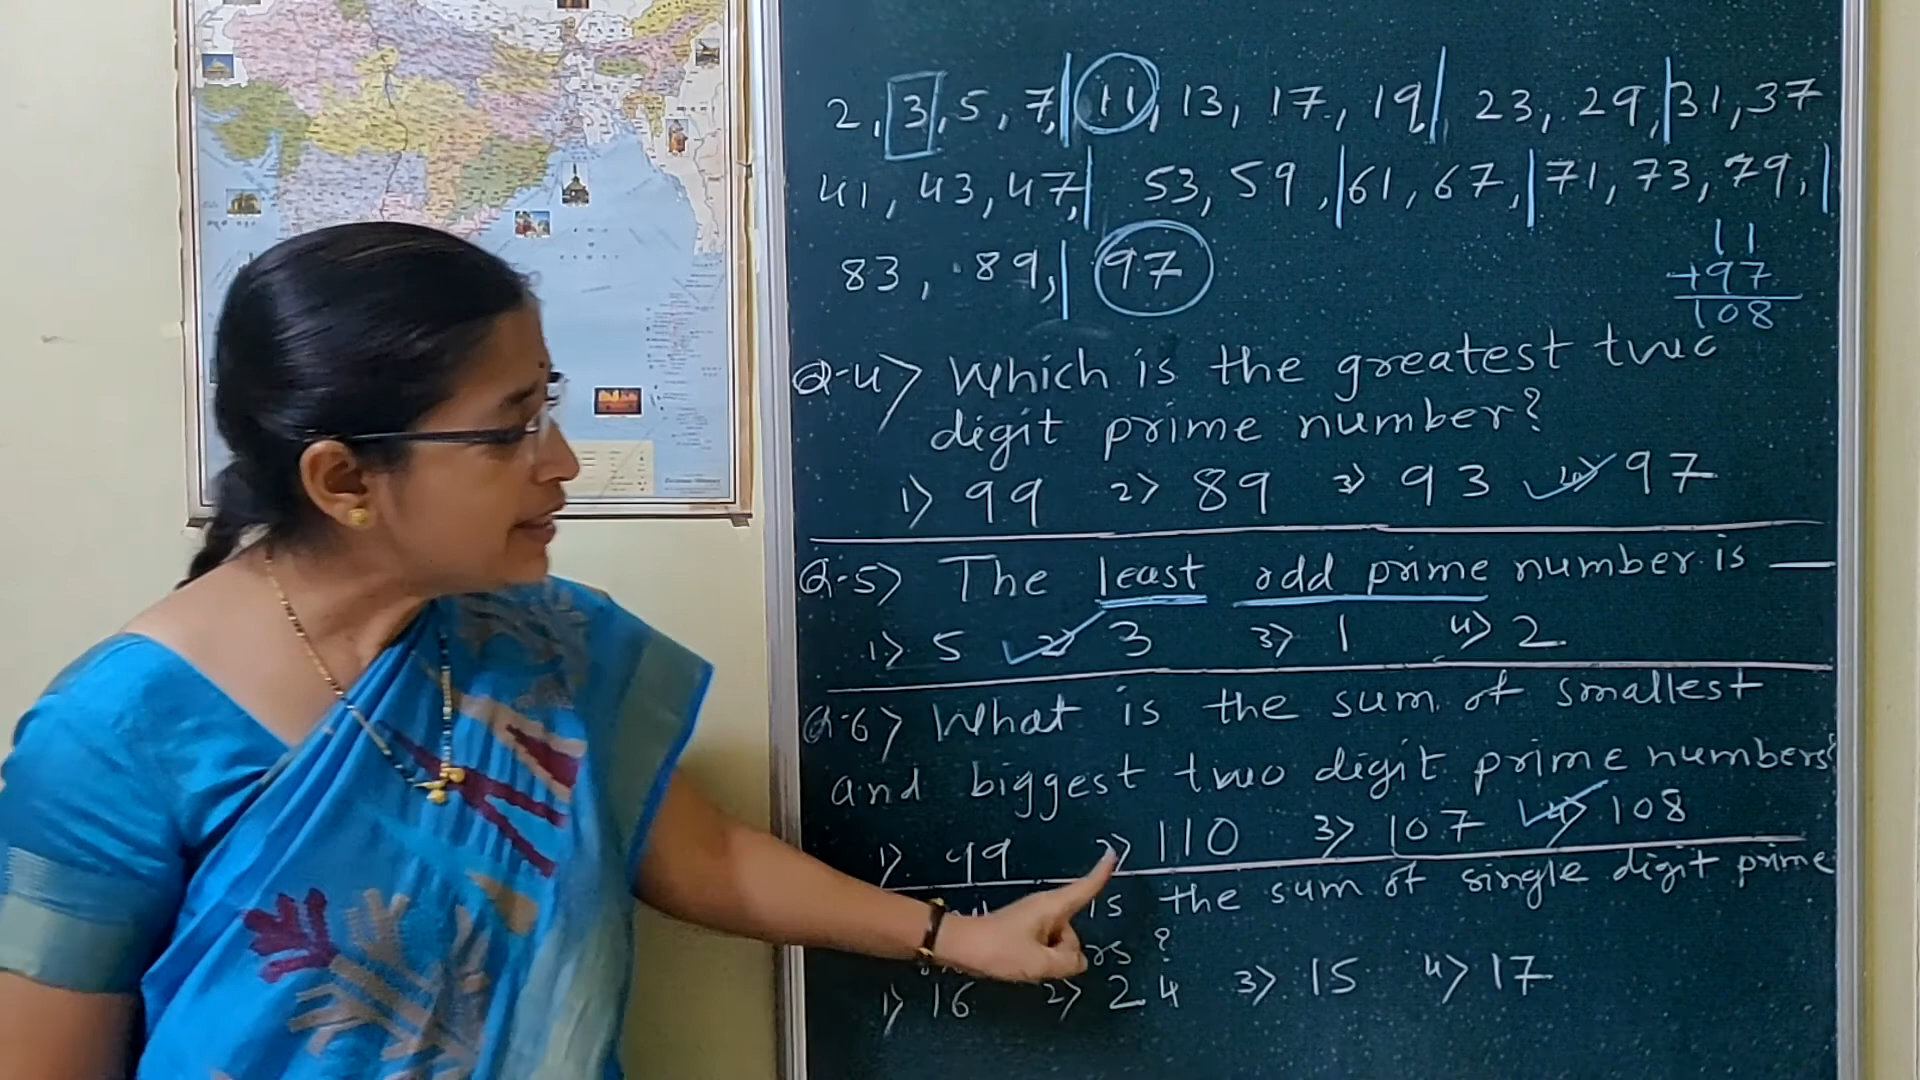 2, 3, 5, 7, 11, 13, 17, 19, 23, 29, 31, 37
41, 43, 47, 53, 59, 61, 67, 71, 73, 79,
83, 89, 97
11
+97
108
Q-4> Which is the greatest two
digit prime number?
1> 99 2> 89 3> 93 4> 97
Q-5> The least odd prime number is —
1> 5 2> 3 3> 1 4> 2
Q-6> What is the sum of smallest
and biggest two digit prime numbers?
1> 99 2> 110 3> 107 4> 108
is the sum of single digit prime
rs?
1> 16 2> 24 3> 15 4> 17